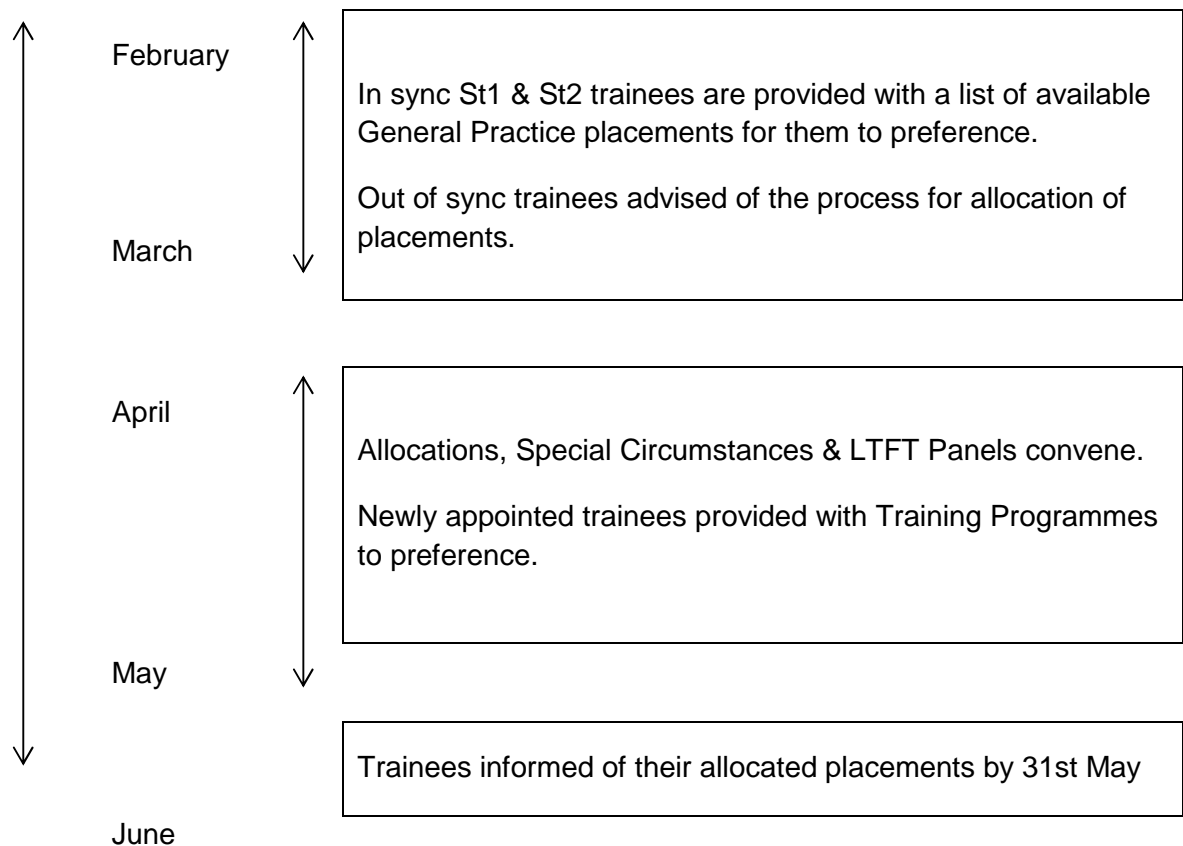 February
In sync St1 & St2 trainees are provided with a list of available
General Practice placements for them to preference.
Out of sync trainees advised of the process for allocation of
placements.
March
April
Allocations, Special Circumstances & LTFT Panels convene.
Newly appointed trainees provided with Training Programmes
to preference.
May
Trainees informed of their allocated placements by 31st May
June